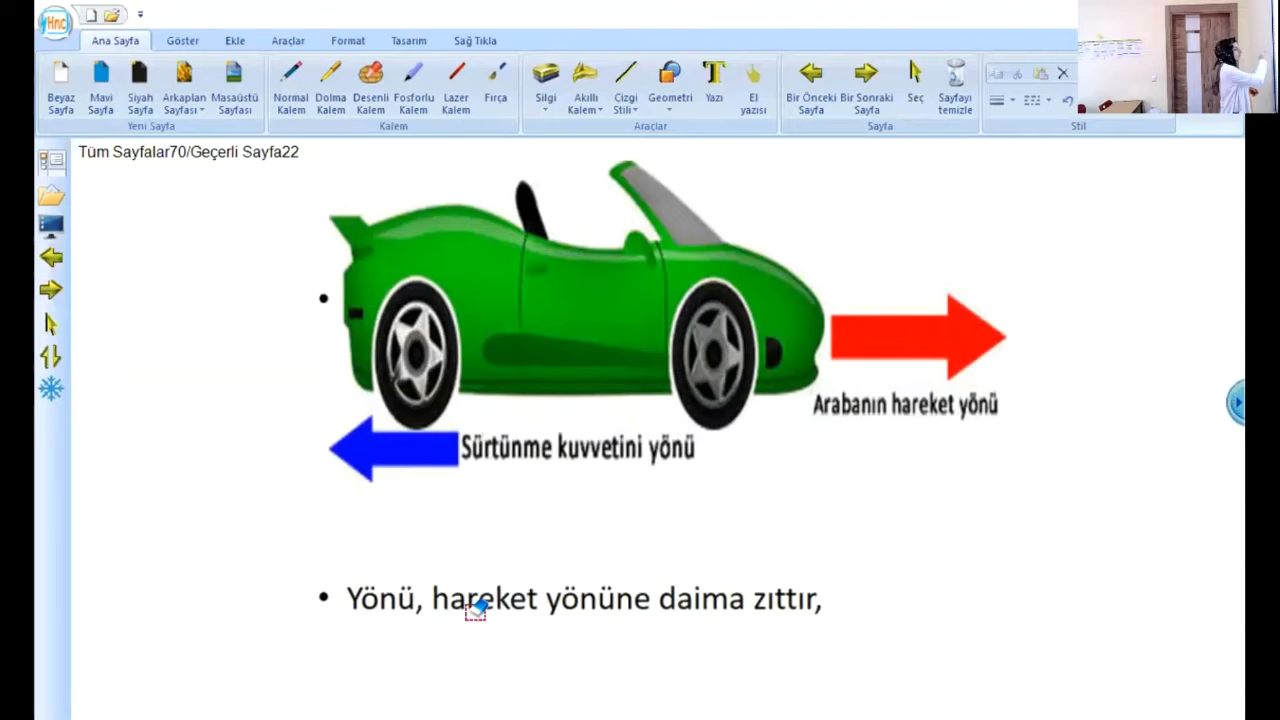 Hnc
Ana Sayfa Göster Ekle Araçlar Format Tasarım Sağ Tıkla
Beyaz Sayfa
Mavi Sayfa
Siyah Sayfa
Arkaplan Sayfası
Masaüstü Sayfası
Normal Kalem
Dolma Kalem
Desenli Kalem
Fosforlu Kalem
Lazer Kalem
Fırça
Silgi
Akıllı Kalem
Çizgi Stili
Geometri
Yazı
El yazısı
Bir Önceki Sayfa
Bir Sonraki Sayfa
Seç
Sayfayı temizle
Yeni Sayfa Kalem Araçlar Sayfa Stil
Tüm Sayfalar70/Geçerli Sayfa22
Arabanın hareket yönü
Sürtünme kuvvetini yönü
• Yönü, hareket yönüne daima zıttır,